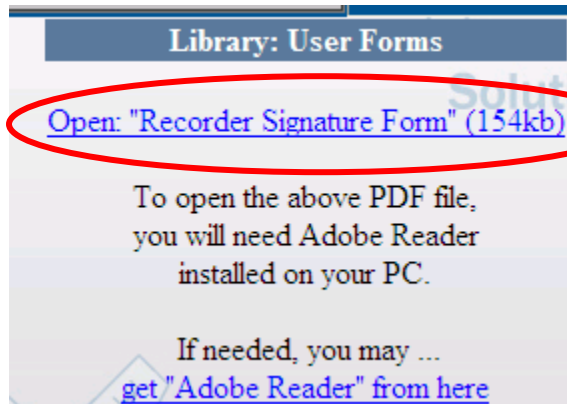 Library: User Forms
Solut
Open: "Recorder Signature Form" (154kb)
To open the above PDF file,
you will need Adobe Reader
installed on your PC.
If needed, you may ...
get "Adobe Reader" from here